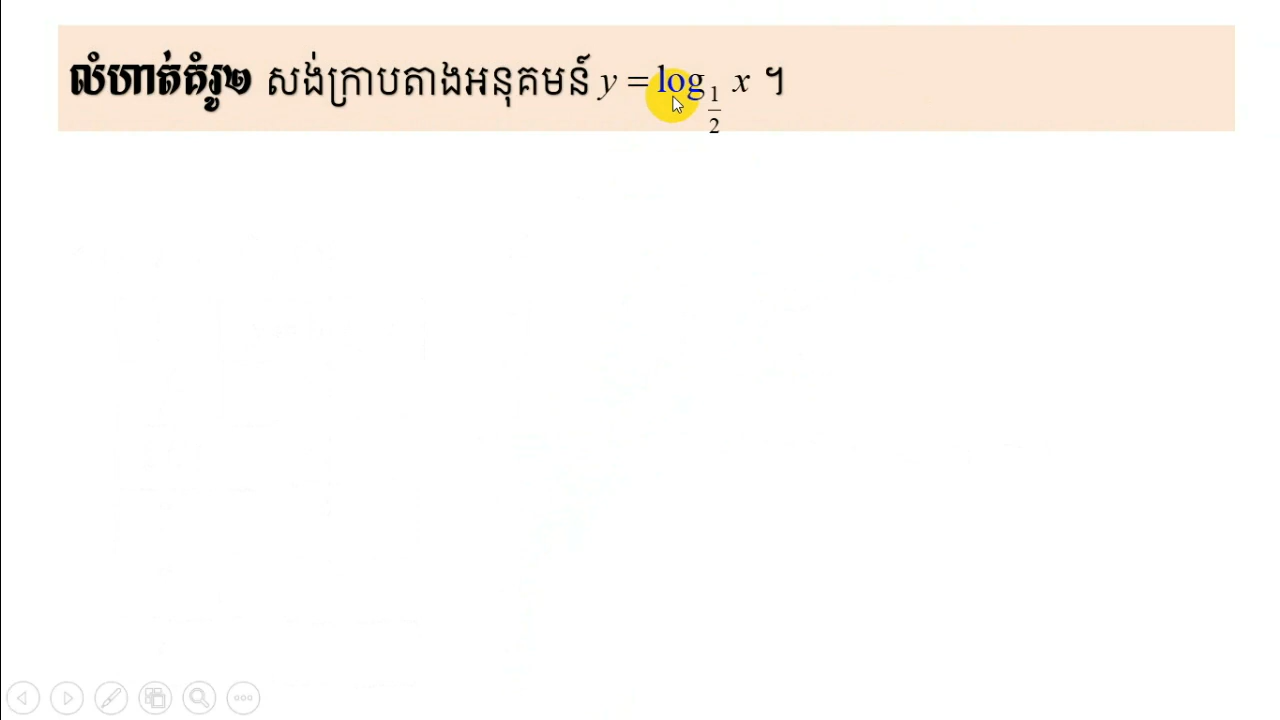 លំហាត់គំរូ២ សង់ក្រាបតាងអនុគមន៍ y = log_{\frac{1}{2}} x ។